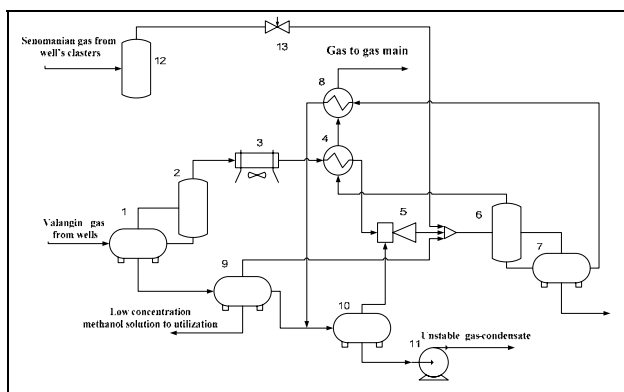 Senomanian gas from
well's clasters
12
13
Gas to gas main
8
3
4
2
5
6
1
Valangin gas
from wells
7
9
10
Low concentration
methanol solution to utilization
11
Unstable gas-condensate